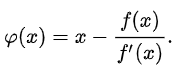 φ(x) = x − f(x)/f′(x).